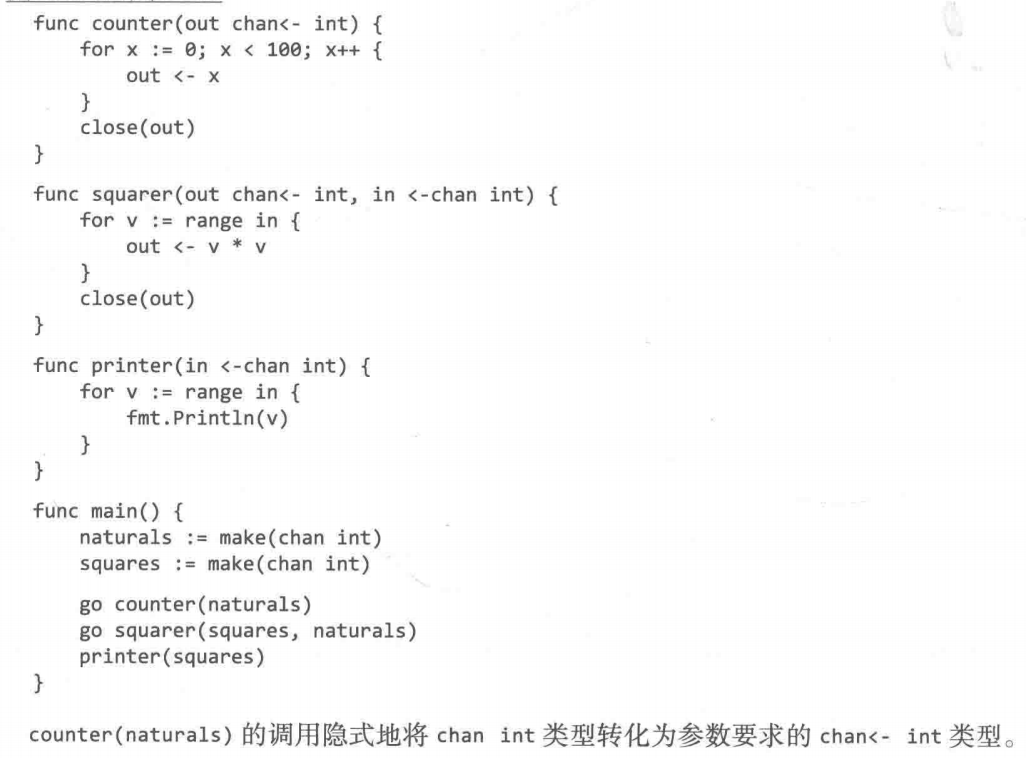 func counter(out chan<- int) {
    for x := 0; x < 100; x++ {
        out <- x
    }
    close(out)
}
func squarer(out chan<- int, in <-chan int) {
    for v := range in {
        out <- v * v
    }
    close(out)
}
func printer(in <-chan int) {
    for v := range in {
        fmt.Println(v)
    }
}
func main() {
    naturals := make(chan int)
    squares := make(chan int)
    go counter(naturals)
    go squarer(squares, naturals)
    printer(squares)
}
counter(naturals) 的调用隐式地将 chan int 类型转化为参数要求的 chan<- int 类型。